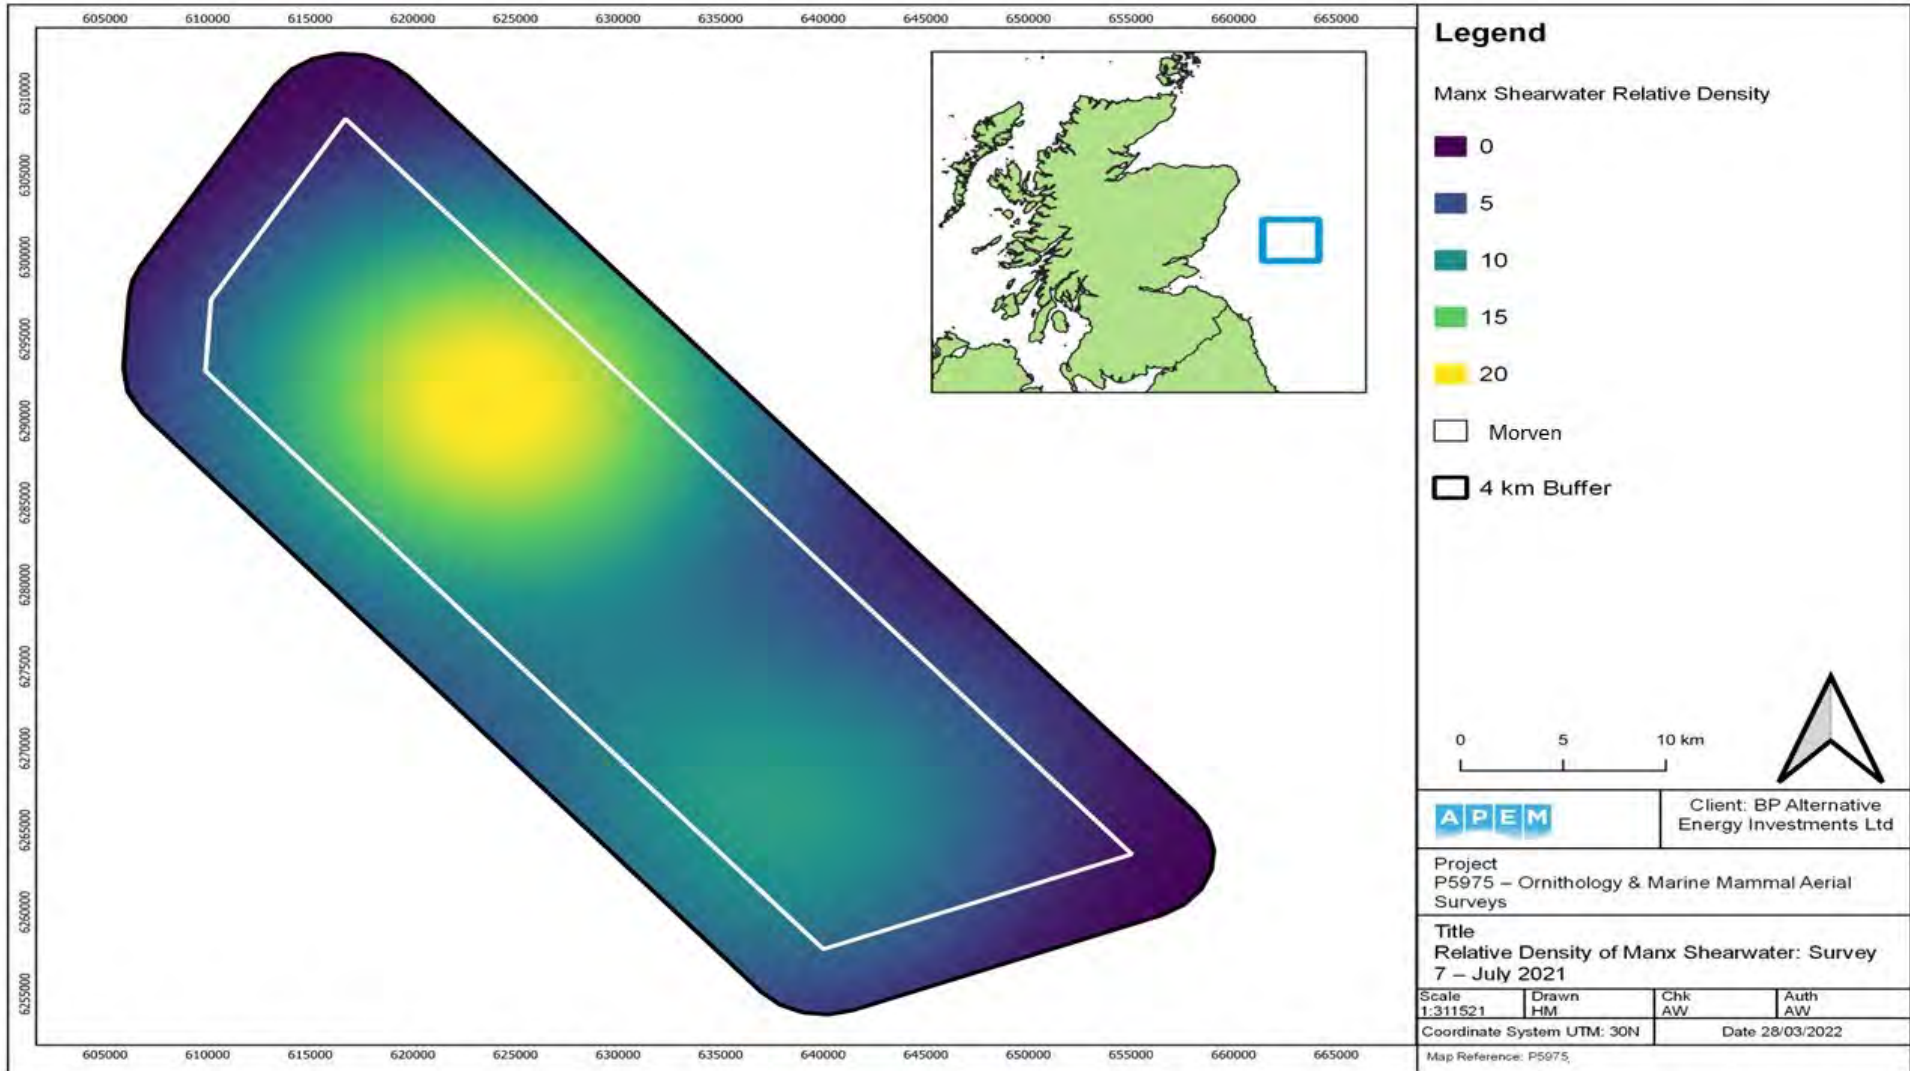 605000 610000 615000 620000 625000 630000 635000 640000 645000 650000 655000 660000 665000
6310000
6305000
6300000
6295000
6290000
6285000
6280000
6275000
6270000
6265000
6260000
6255000
605000 610000 615000 620000 625000 630000 635000 640000 645000 650000 655000 660000 665000
Legend
Manx Shearwater Relative Density
0
5
10
15
20
Morven
4 km Buffer
0 5 10 km
APEM
Client: BP Alternative
Energy Investments Ltd
Project
P5975 – Ornithology & Marine Mammal Aerial
Surveys
Title
Relative Density of Manx Shearwater: Survey
7 – July 2021
Scale
1:311521
Drawn
HM
Chk
AW
Auth
AW
Coordinate System UTM: 30N
Date 28/03/2022
Map Reference: P5975